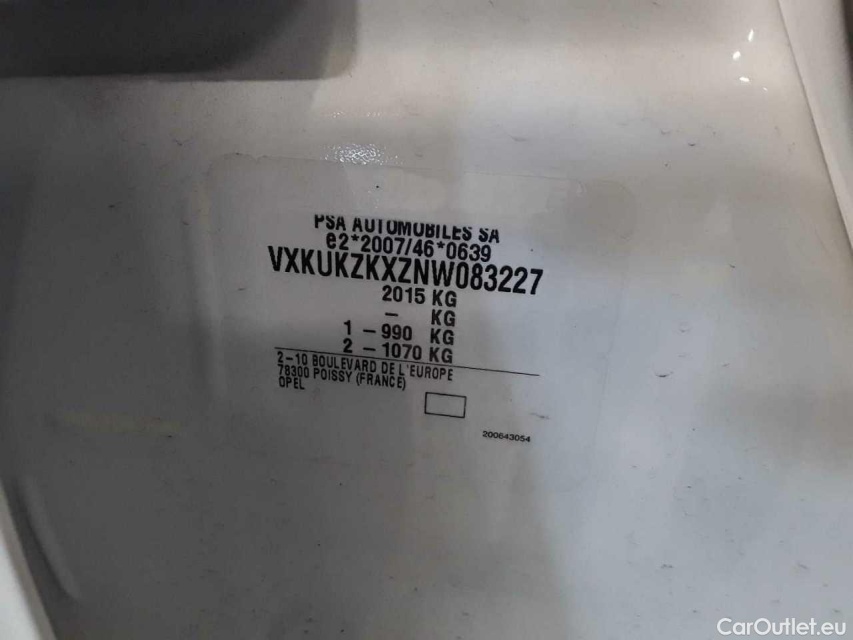 PSA AUTOMOBILES SA
e2*2007/46*0639
VXKUKZKXZNW083227
2015 KG
- KG
1 - 990 KG
2 - 1070 KG
2-10 BOULEVARD DE L'EUROPE
78300 POISSY (FRANCE)
OPEL
200643054
CarOutlet.eu